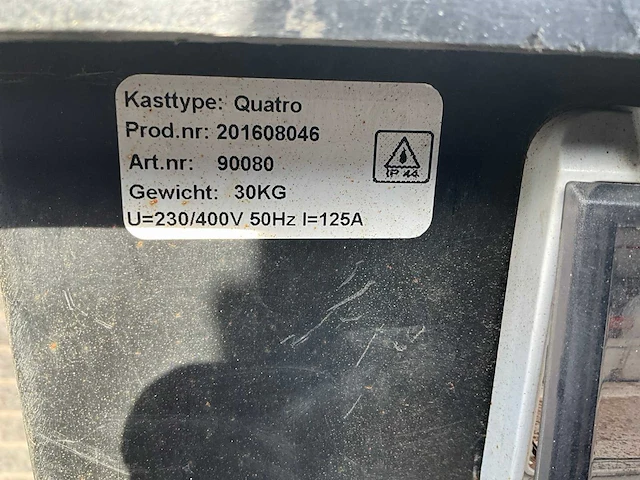 Kasttype: Quatro
Prod.nr: 201608046
Art.nr: 90080
Gewicht: 30KG
U=230/400V 50Hz I=125A
IP 44